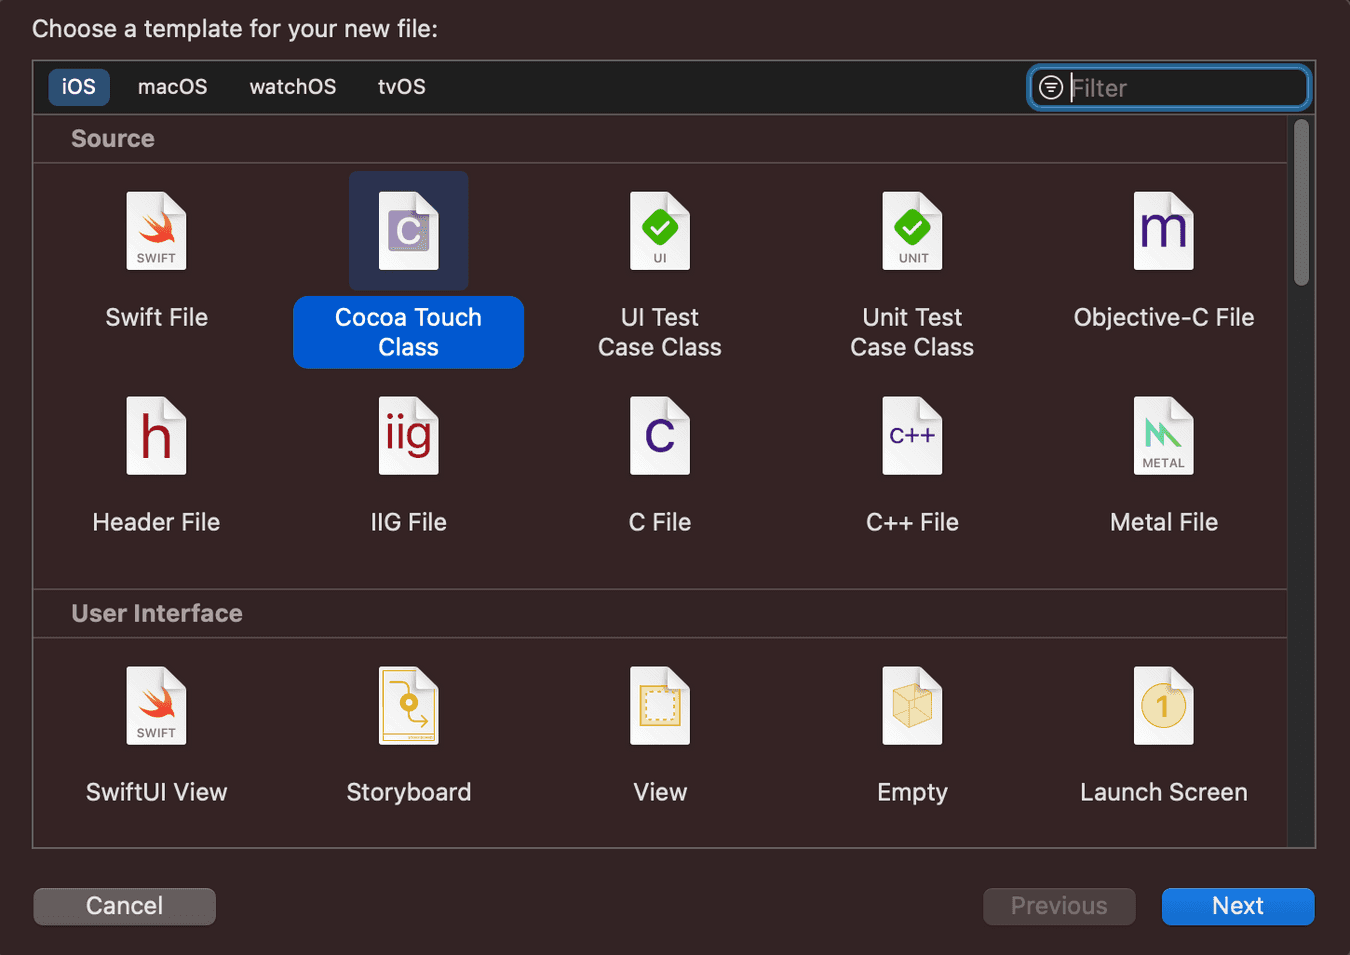 Choose a template for your new file:
iOS macOS watchOS tvOS Filter
Source
SWIFT C UI UNIT m
Swift File Cocoa Touch Class UI Test Case Class Unit Test Case Class Objective-C File
h iig C C++ METAL
Header File IIG File C File C++ File Metal File
User Interface
SWIFT 1
SwiftUI View Storyboard View Empty Launch Screen
Cancel Previous Next